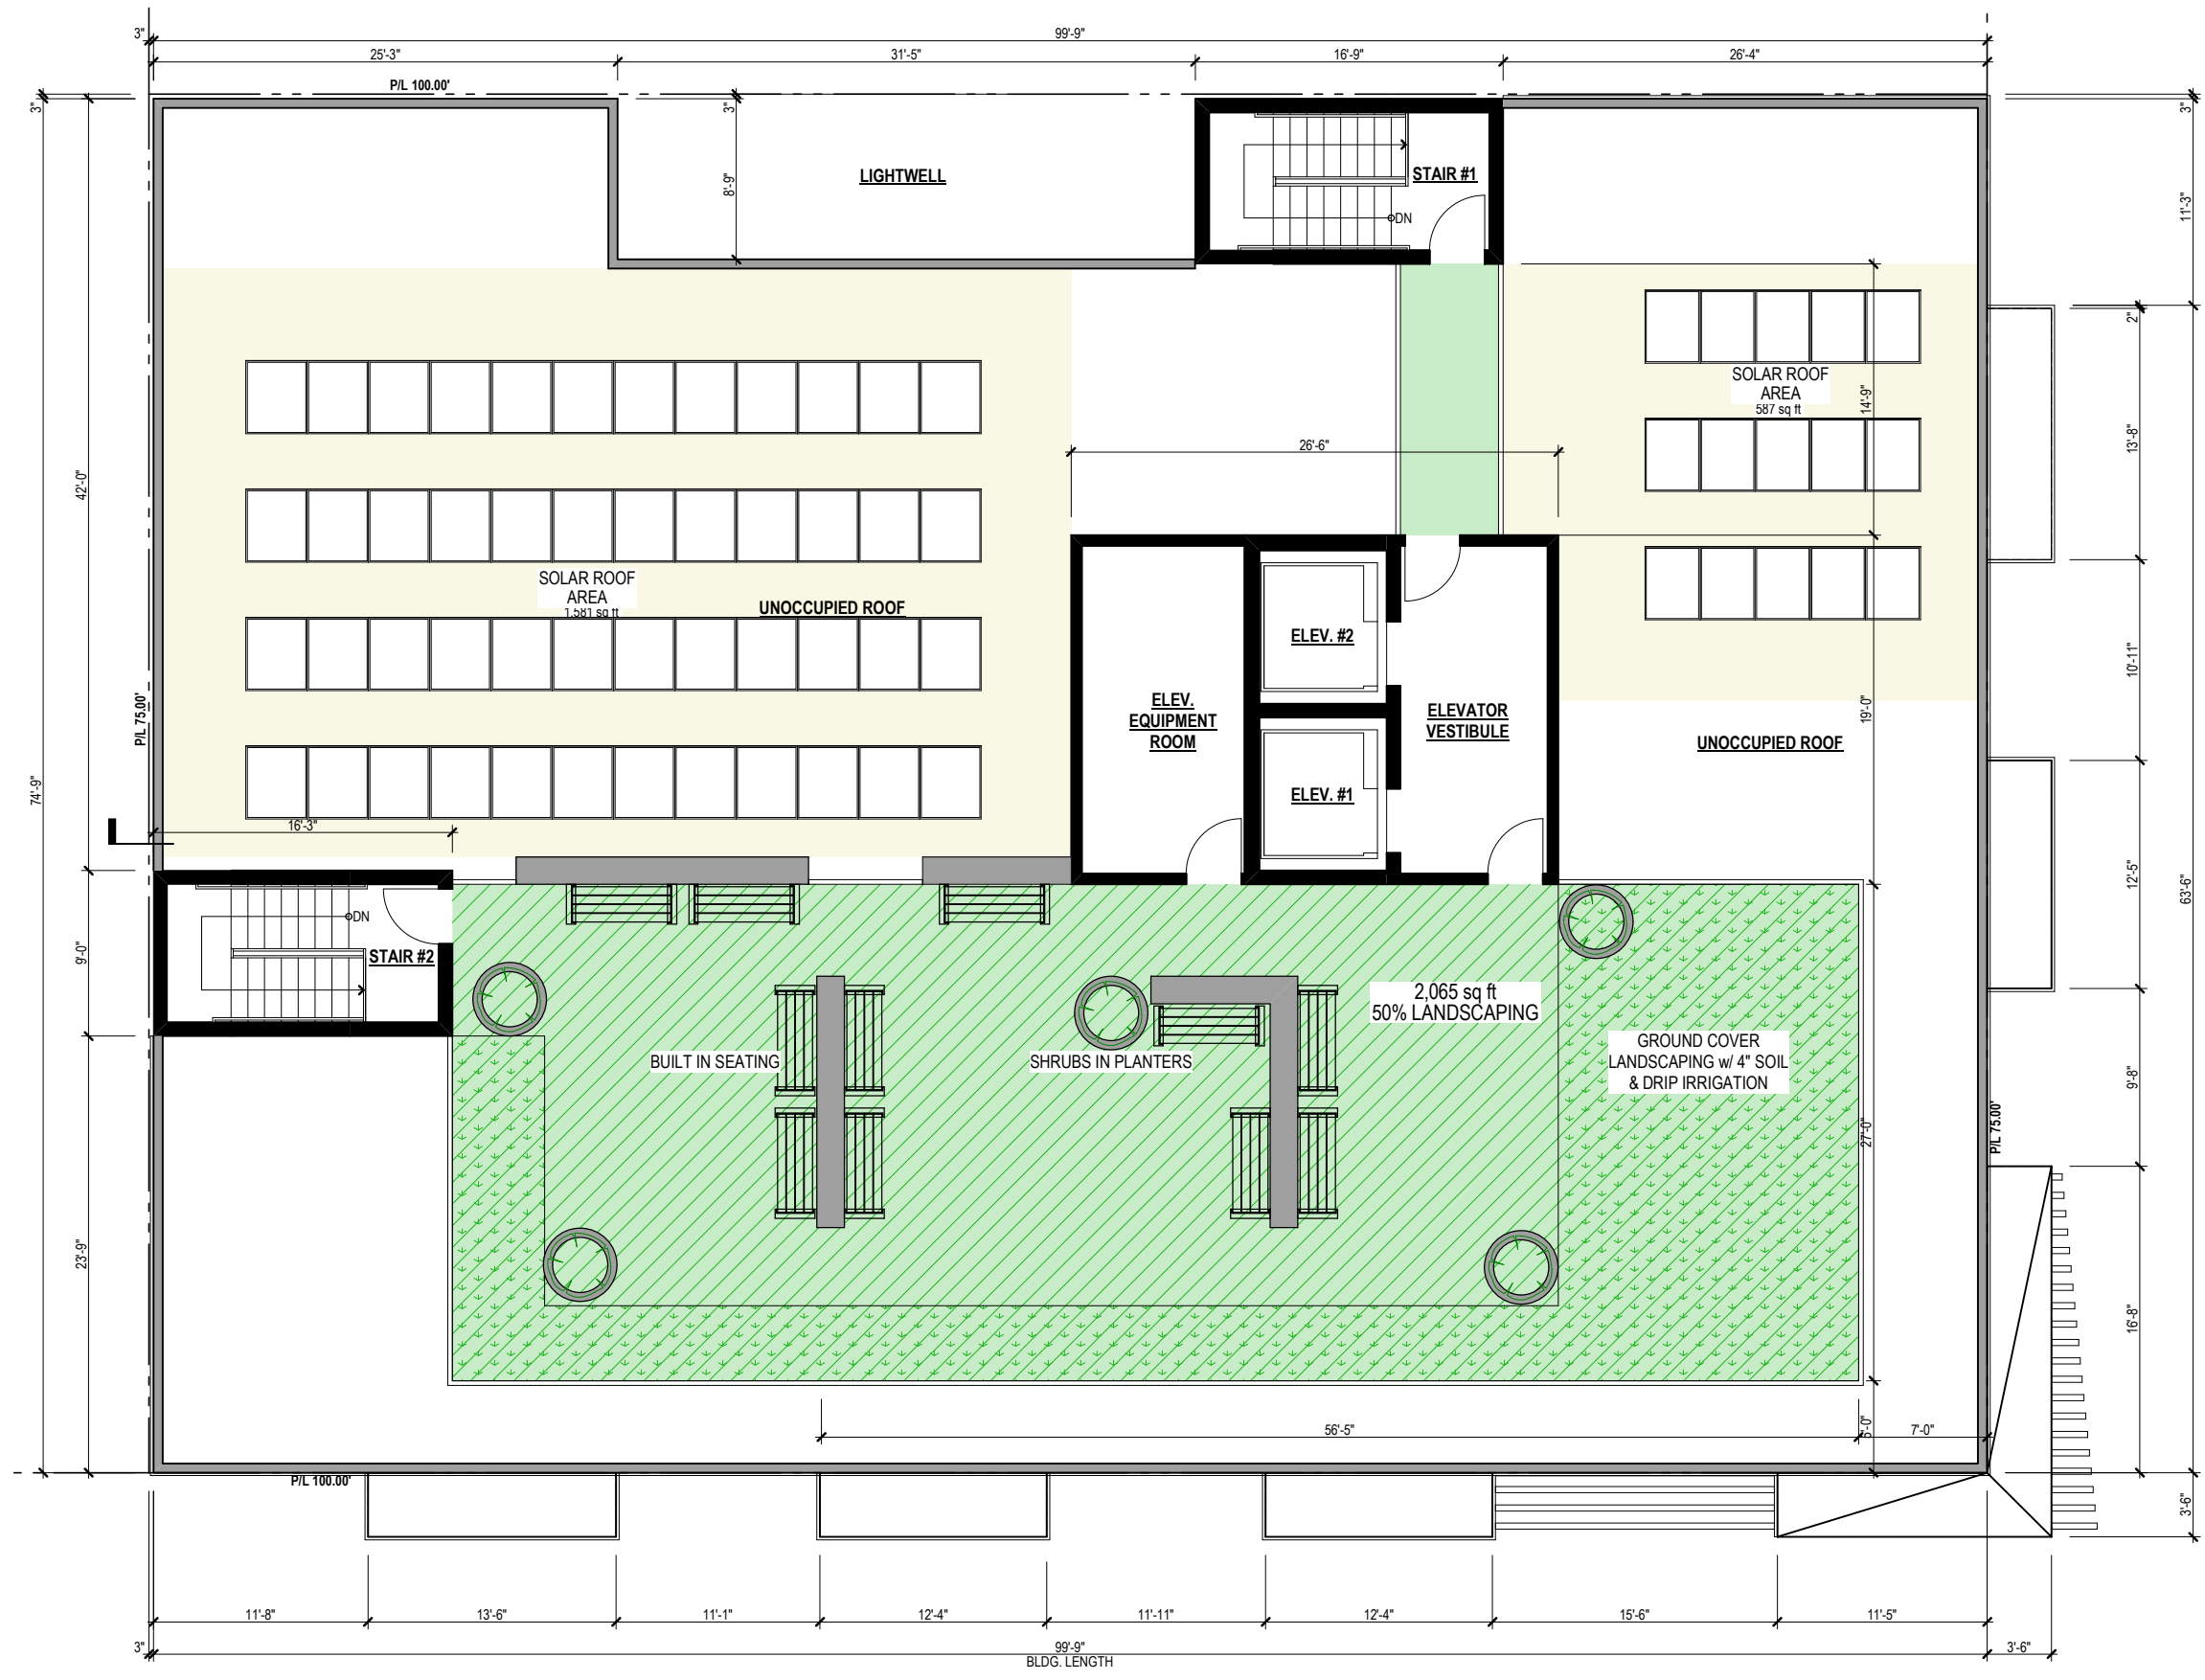 3" 99'-9"
25'-3" 31'-5" 16'-9" 26'-4"
P/L 100.00'
3" 3" 3"
LIGHTWELL
STAIR #1
8'-9"
DN
11'-3"
2"
SOLAR ROOF
AREA
587 sq ft
14'-9"
13'-8"
26'-6"
42'-0"
SOLAR ROOF
AREA
1,581 sq ft
UNOCCUPIED ROOF
ELEV. #2
ELEV.
EQUIPMENT
ROOM
ELEVATOR
VESTIBULE
10'-11"
19'-0"
P/L 75.00'
UNOCCUPIED ROOF
74'-9"
ELEV. #1
16'-3"
12'-5"
63'-6"
DN
STAIR #2
9'-0"
2,065 sq ft
50% LANDSCAPING
BUILT IN SEATING
SHRUBS IN PLANTERS
GROUND COVER
LANDSCAPING w/ 4" SOIL
& DRIP IRRIGATION
9'-8"
P/L 75.00'
27'-0"
23'-9"
16'-8"
56'-5"
7'-0"
P/L 100.00'
3'-6"
11'-8" 13'-6" 11'-1" 12'-4" 11'-11" 12'-4" 15'-6" 11'-5"
3" 99'-9" 3'-6"
BLDG. LENGTH